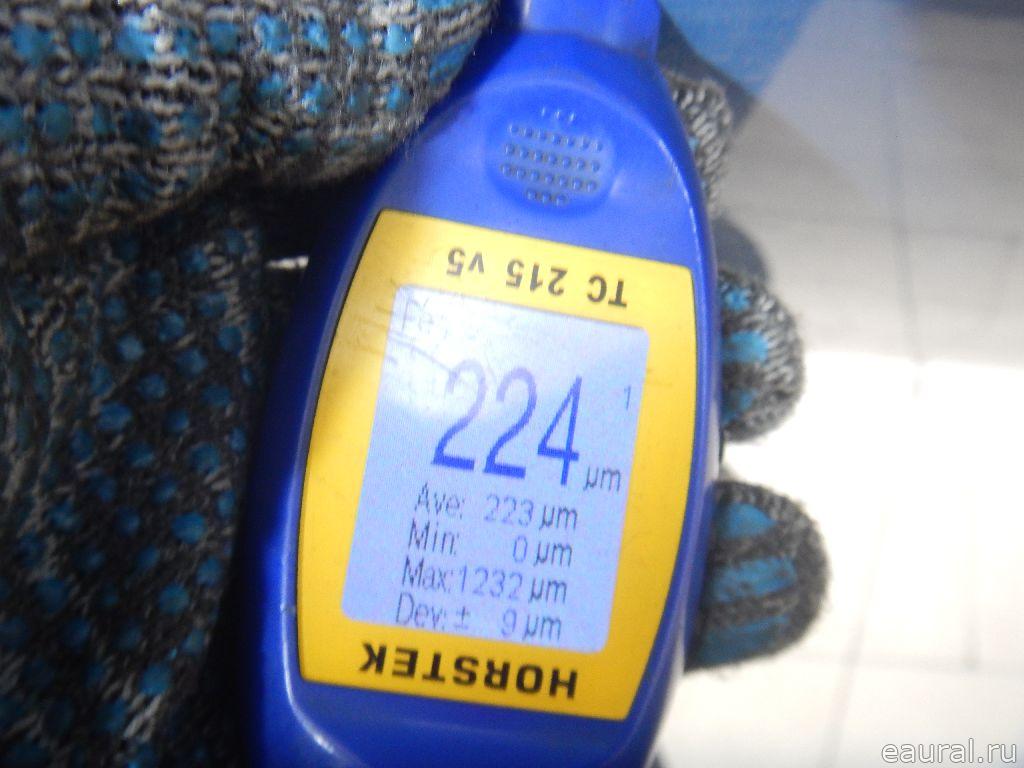 TC 215 v5
Fe
1
224 µm
Ave: 223 µm
Min: 0 µm
Max: 1232 µm
Dev: ± 9 µm
HORSTEK
eaural.ru